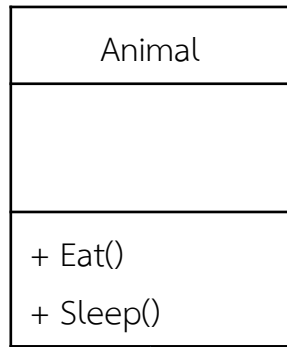 Animal
+ Eat()
+ Sleep()